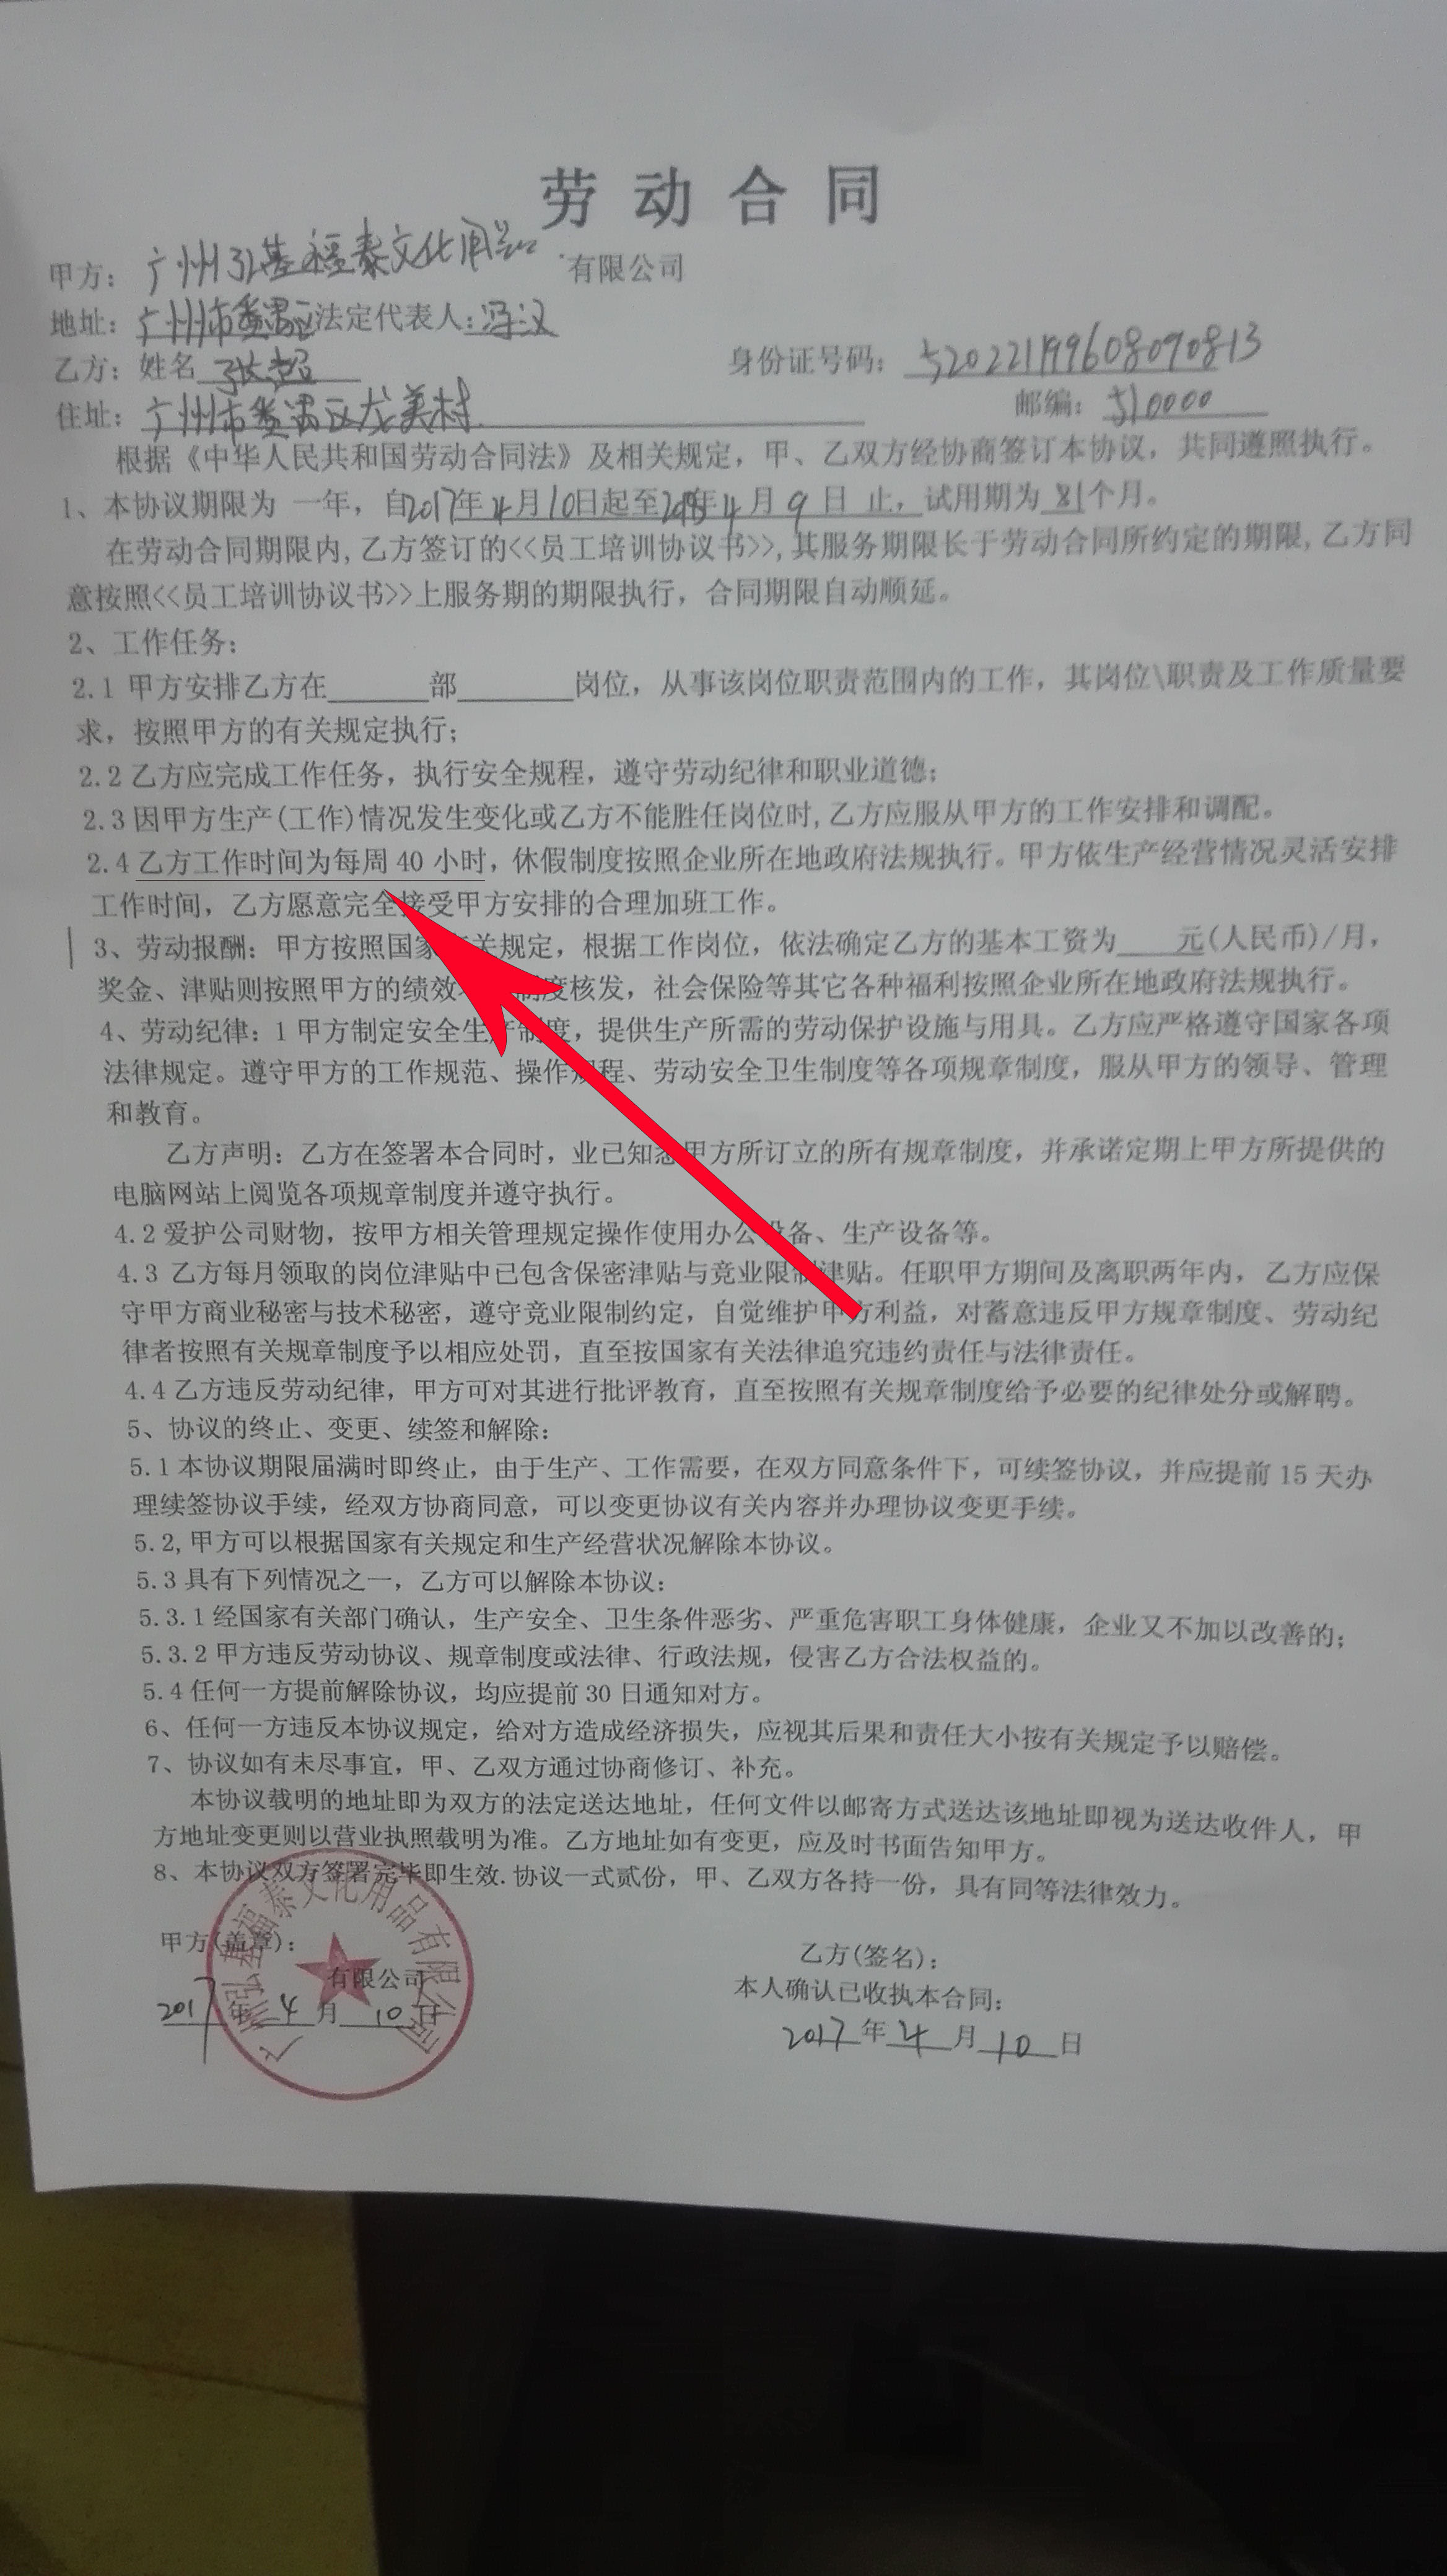 劳动合同
甲方：广州弘基福泰文化用品 有限公司
地址：广州市番禺区法定代表人：冯汉
乙方：姓名 张超 身份证号码：520221199608090813
住址：广州市番禺区龙美村 邮编：510000
根据《中华人民共和国劳动合同法》及相关规定，甲、乙双方经协商签订本协议，共同遵照执行。
1、本协议期限为 一年，自2017年4月10日起至2018年4月9日 止，试用期为 个月。
在劳动合同期限内,乙方签订的<<员工培训协议书>>,其服务期限长于劳动合同所约定的期限,乙方同
意按照<<员工培训协议书>>上服务期的期限执行，合同期限自动顺延。
2、工作任务：
2.1 甲方安排乙方在____部____岗位，从事该岗位职责范围内的工作，其岗位\职责及工作质量要
求，按照甲方的有关规定执行；
2.2 乙方应完成工作任务，执行安全规程，遵守劳动纪律和职业道德；
2.3 因甲方生产(工作)情况发生变化或乙方不能胜任岗位时,乙方应服从甲方的工作安排和调配。
2.4 乙方工作时间为每周 40 小时，休假制度按照企业所在地政府法规执行。甲方依生产经营情况灵活安排
工作时间，乙方愿意完全接受甲方安排的合理加班工作。
3、劳动报酬：甲方按照国家有关规定，根据工作岗位，依法确定乙方的基本工资为____元(人民币)/月，
奖金、津贴则按照甲方的绩效 制度核发，社会保险等其它各种福利按照企业所在地政府法规执行。
4、劳动纪律：1 甲方制定安全生产制度，提供生产所需的劳动保护设施与用具。乙方应严格遵守国家各项
法律规定。遵守甲方的工作规范、操作规程、劳动安全卫生制度等各项规章制度，服从甲方的领导、管理
和教育。
乙方声明：乙方在签署本合同时，业已知悉甲方所订立的所有规章制度，并承诺定期上甲方所提供的
电脑网站上阅览各项规章制度并遵守执行。
4.2 爱护公司财物，按甲方相关管理规定操作使用办公设备、生产设备等。
4.3 乙方每月领取的岗位津贴中已包含保密津贴与竞业限制津贴。任职甲方期间及离职两年内，乙方应保
守甲方商业秘密与技术秘密，遵守竞业限制约定，自觉维护甲方利益，对蓄意违反甲方规章制度、劳动纪
律者按照有关规章制度予以相应处罚，直至按国家有关法律追究违约责任与法律责任。
4.4 乙方违反劳动纪律，甲方可对其进行批评教育，直至按照有关规章制度给予必要的纪律处分或解聘。
5、协议的终止、变更、续签和解除：
5.1 本协议期限届满时即终止，由于生产、工作需要，在双方同意条件下，可续签协议，并应提前 15 天办
理续签协议手续，经双方协商同意，可以变更协议有关内容并办理协议变更手续。
5.2,甲方可以根据国家有关规定和生产经营状况解除本协议。
5.3 具有下列情况之一，乙方可以解除本协议：
5.3.1 经国家有关部门确认，生产安全、卫生条件恶劣、严重危害职工身体健康，企业又不加以改善的；
5.3.2 甲方违反劳动协议、规章制度或法律、行政法规，侵害乙方合法权益的。
5.4 任何一方提前解除协议，均应提前 30 日通知对方。
6、任何一方违反本协议规定，给对方造成经济损失，应视其后果和责任大小按有关规定予以赔偿。
7、协议如有未尽事宜，甲、乙双方通过协商修订、补充。
本协议载明的地址即为双方的法定送达地址，任何文件以邮寄方式送达该地址即视为送达收件人，甲
方地址变更则以营业执照载明为准。乙方地址如有变更，应及时书面告知甲方。
8、本协议双方签署完毕即生效.协议一式贰份，甲、乙双方各持一份，具有同等法律效力。
甲方(盖章)： 乙方(签名)：
有限公司 本人确认已收执本合同：
2017年4月10日 2017年4月10日
广州弘基福泰文化用品有限公司